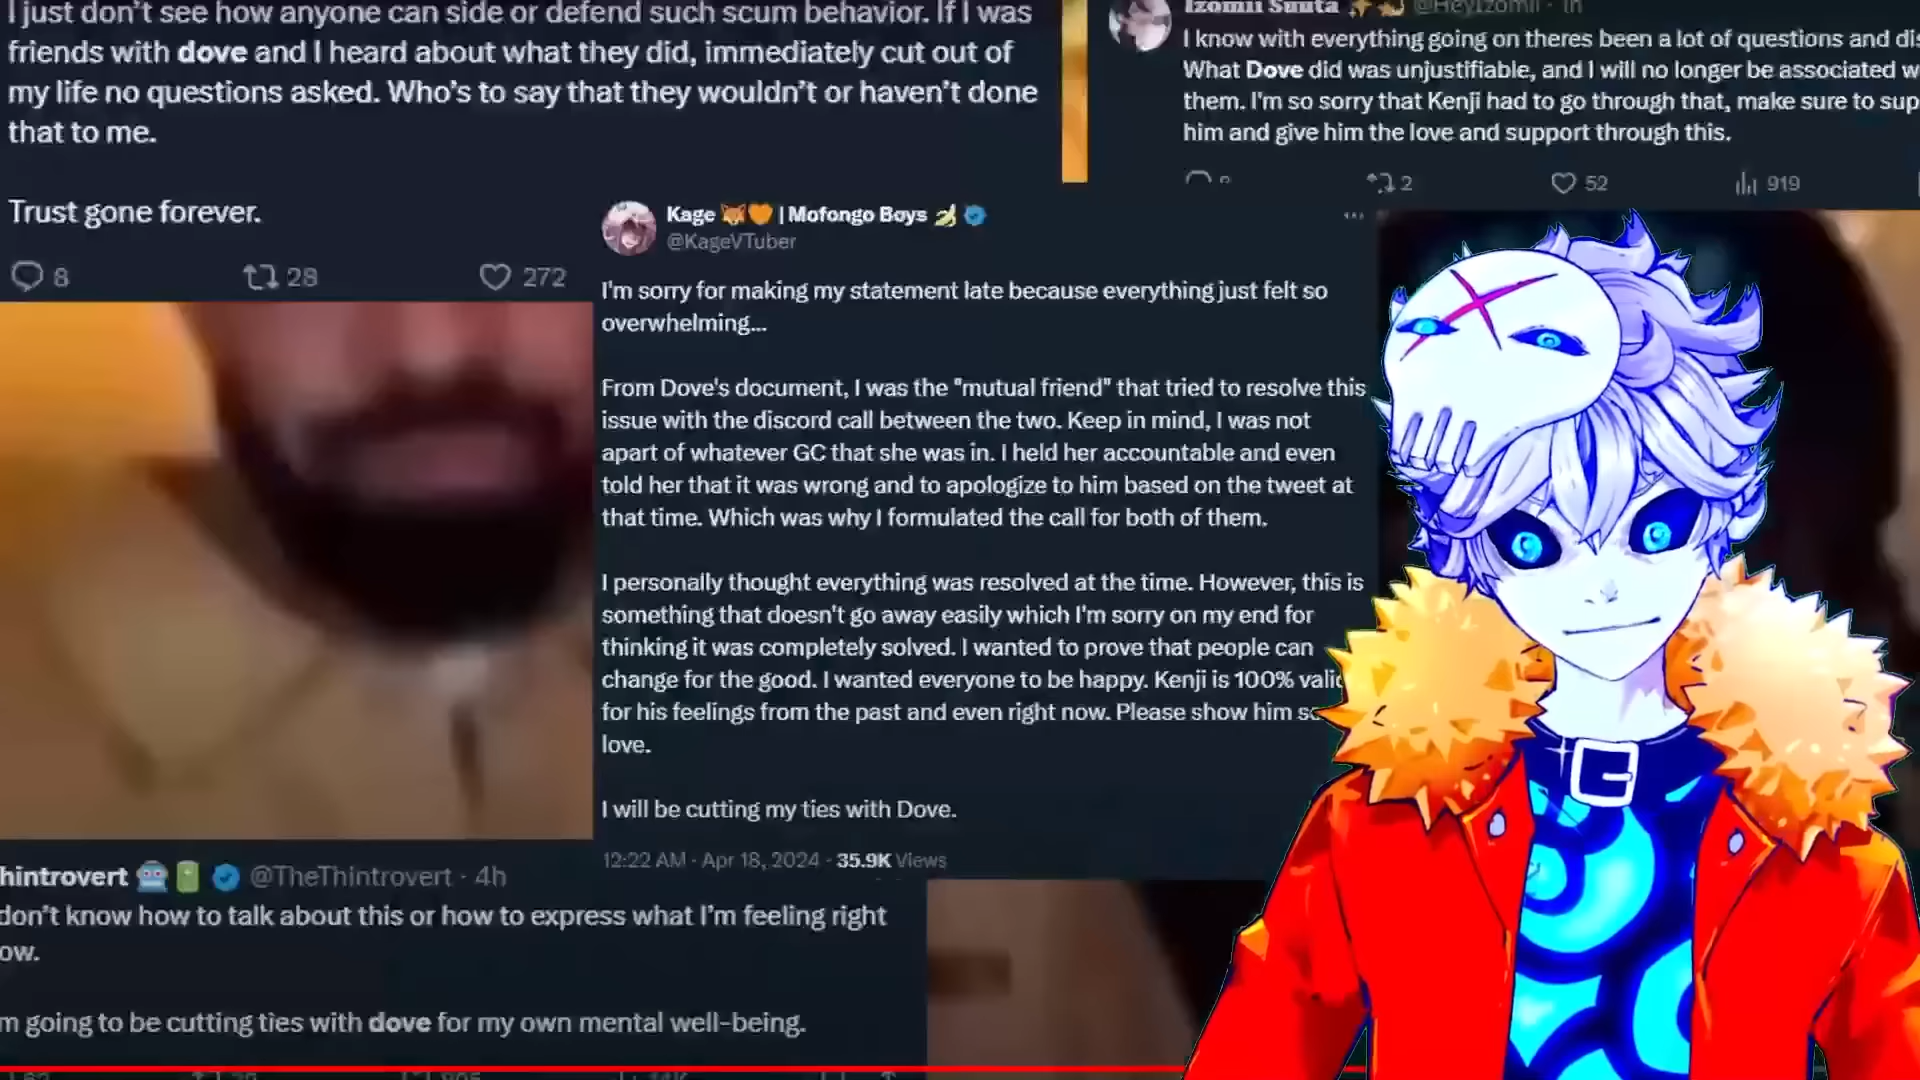 I just don't see how anyone can side or defend such scum behavior. If I was
friends with dove and I heard about what they did, immediately cut out of
my life no questions asked. Who's to say that they wouldn't or haven't done
that to me.
Trust gone forever.
8 28 272
Izomii Suuta @HeyIzomii · 1h
I know with everything going on theres been a lot of questions and dis
What Dove did was unjustifiable, and I will no longer be associated w
them. I'm so sorry that Kenji had to go through that, make sure to sup
him and give him the love and support through this.
2 52 919
Kage 🦊🧡 | Mofongo Boys 🍌
@KageVTuber
I'm sorry for making my statement late because everything just felt so
overwhelming...
From Dove's document, I was the "mutual friend" that tried to resolve this
issue with the discord call between the two. Keep in mind, I was not
apart of whatever GC that she was in. I held her accountable and even
told her that it was wrong and to apologize to him based on the tweet at
that time. Which was why I formulated the call for both of them.
I personally thought everything was resolved at the time. However, this is
something that doesn't go away easily which I'm sorry on my end for
thinking it was completely solved. I wanted to prove that people can
change for the good. I wanted everyone to be happy. Kenji is 100% valid
for his feelings from the past and even right now. Please show him so
love.
I will be cutting my ties with Dove.
12:22 AM · Apr 18, 2024 · 35.9K Views
hintrovert @TheThintrovert · 4h
don't know how to talk about this or how to express what I'm feeling right
ow.
m going to be cutting ties with dove for my own mental well-being.